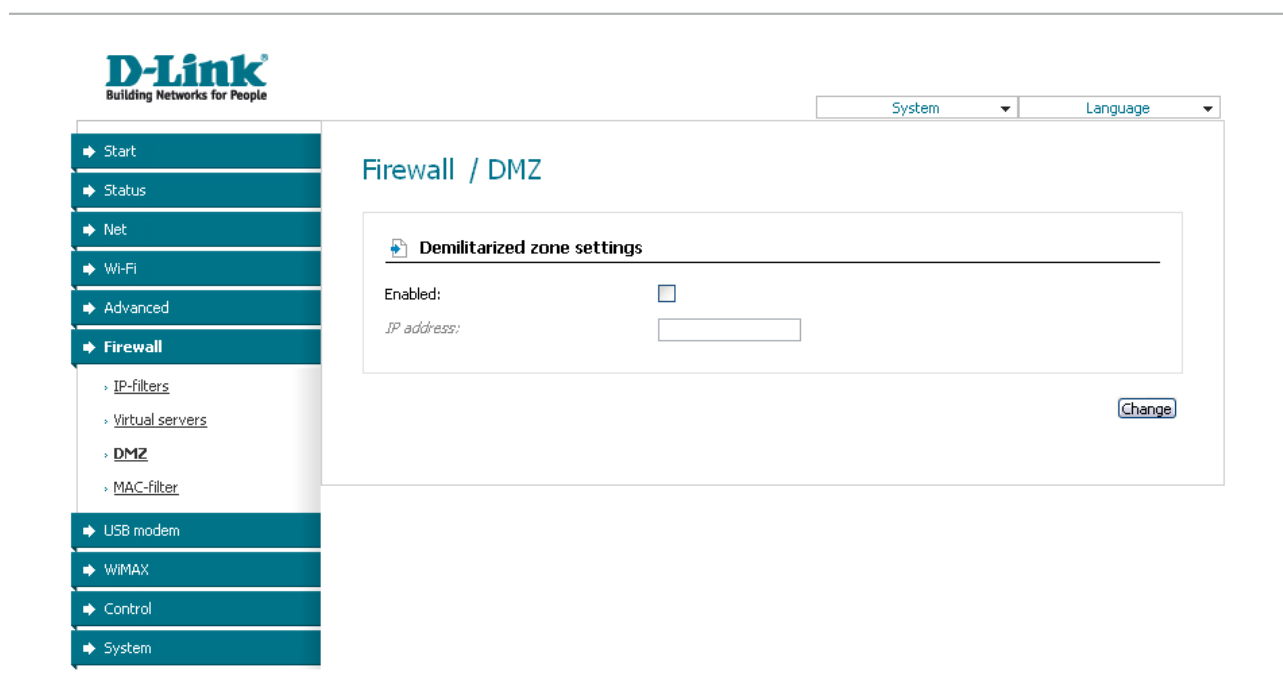 D-Link
Building Networks for People
System
Language
Start
Status
Net
Wi-Fi
Advanced
Firewall
IP-filters
Virtual servers
DMZ
MAC-filter
USB modem
WiMAX
Control
System
Firewall / DMZ
Demilitarized zone settings
Enabled:
IP address:
Change